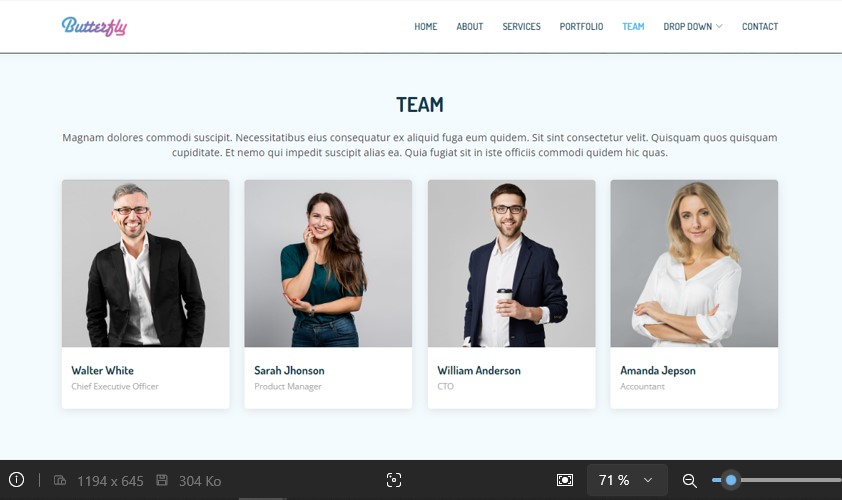 Butterfly
HOME ABOUT SERVICES PORTFOLIO TEAM DROP DOWN CONTACT
TEAM
Magnam dolores commodi suscipit. Necessitatibus eius consequatur ex aliquid fuga eum quidem. Sit sint consectetur velit. Quisquam quos quisquam
cupiditate. Et nemo qui impedit suscipit alias ea. Quia fugiat sit in iste officiis commodi quidem hic quas.
Walter White
Chief Executive Officer
Sarah Jhonson
Product Manager
William Anderson
CTO
Amanda Jepson
Accountant
1194 x 645 304 Ko 71 %